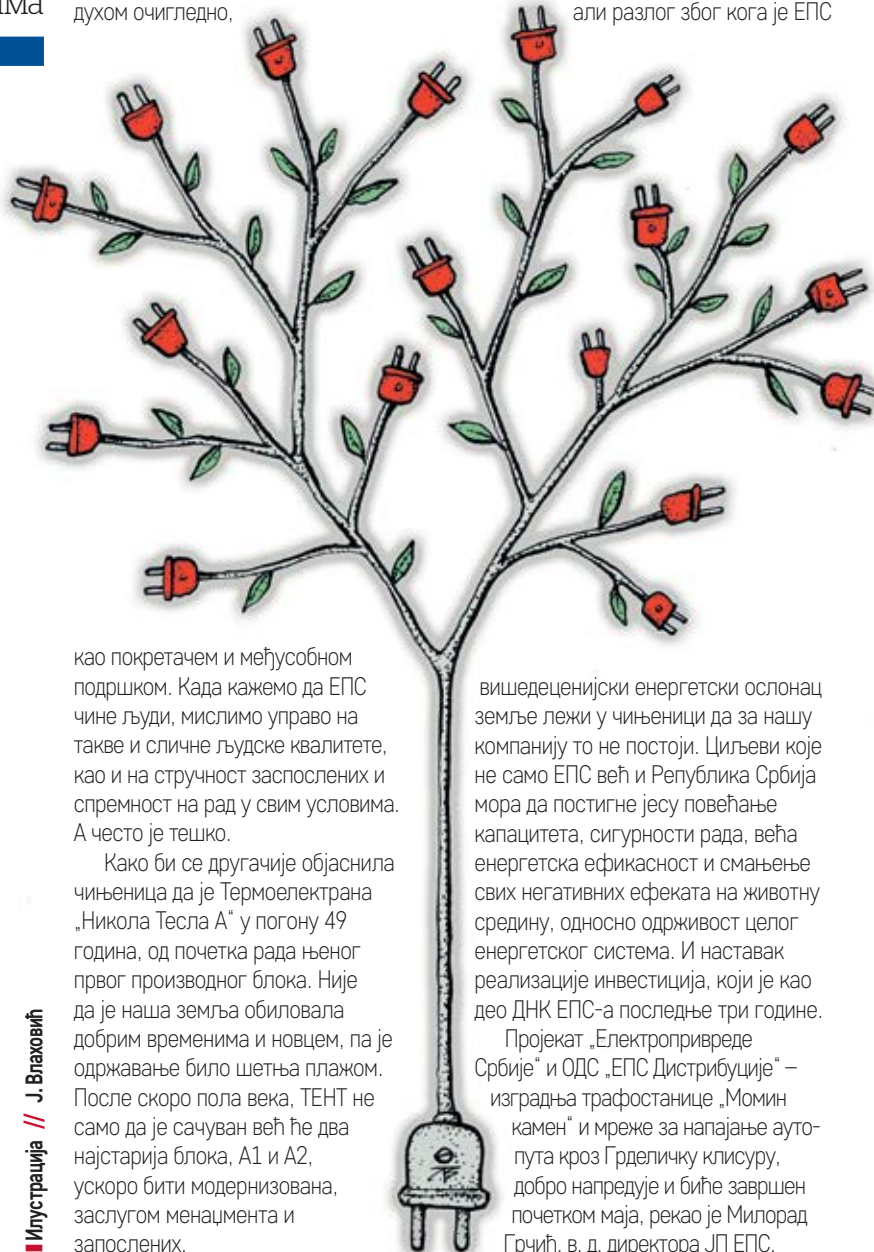 има
духом очигледно,
као покретачем и међусобном
подршком. Када кажемо да ЕПС
чине људи, мислимо управо на
такве и сличне људске квалитете,
као и на стручност заспослених и
спремност на рад у свим условима.
А често је тешко.
Како би се другачије објаснила
чињеница да је Термоелектрана
„Никола Тесла А“ у погону 49
година, од почетка рада њеног
првог производног блока. Није
да је наша земља обиловала
добрим временима и новцем, па је
одржавање било шетња плажом.
После скоро пола века, ТЕНТ не
само да је сачуван већ ће два
најстарија блока, А1 и А2,
ускоро бити модернизована,
заслугом менаџмента и
запослених.
али разлог због кога је ЕПС
вишедеценијски енергетски ослонац
земље лежи у чињеници да за нашу
компанију то не постоји. Циљеви које
не само ЕПС већ и Република Србија
мора да постигне јесу повећање
капацитета, сигурности рада, већа
енергетска ефикасност и смањење
свих негативних ефеката на животну
средину, односно одрживост целог
енергетског система. И наставак
реализације инвестиција, који је као
део ДНК ЕПС-а последње три године.
Пројекат „Електропривреде
Србије“ и ОДС „ЕПС Дистрибуције“ –
изградња трафостанице „Момин
камен“ и мреже за напајање ауто-
пута кроз Грделичку клисуру,
добро напредује и биће завршен
почетком маја, рекао је Милорад
Грчић, в. д. директора ЈП ЕПС.
Илустрација // Ј. Влаховић